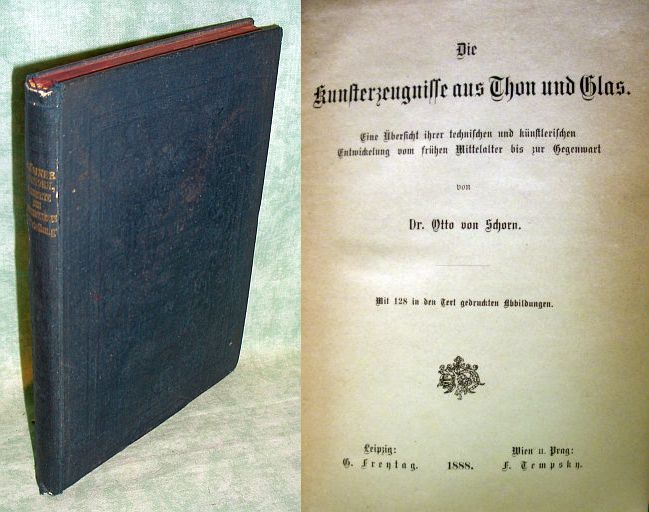 Die
Kunsterzeugnisse aus Thon und Glas.
Eine Übersicht ihrer technischen und künstlerischen
Entwickelung vom frühen Mittelalter bis zur Gegenwart
von
Dr. Otto von Schorn.
Mit 128 in den Text gedruckten Abbildungen.
Leipzig: Wien u. Prag:
G. Freytag. 1888. F. Tempsky.